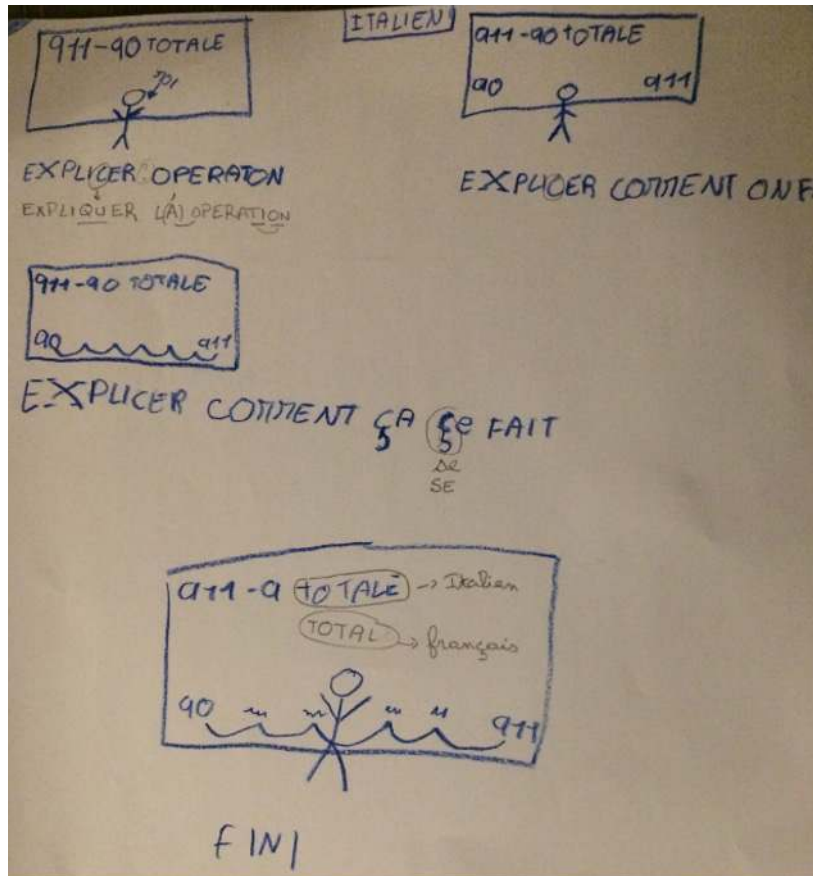 ITALIEN
911-90 TOTALE
EXPLICER OPERATON
EXPLIQUER L(A) OPERATION
911-90 TOTALE
90 911
EXPLICER COMMENT ON F
911-90 TOTALE
90 911
EXPLICER COMMENT ÇA Çe FAIT
se
SE
911-9 TOTALE → Italien
TOTAL → français
90 911
FINI